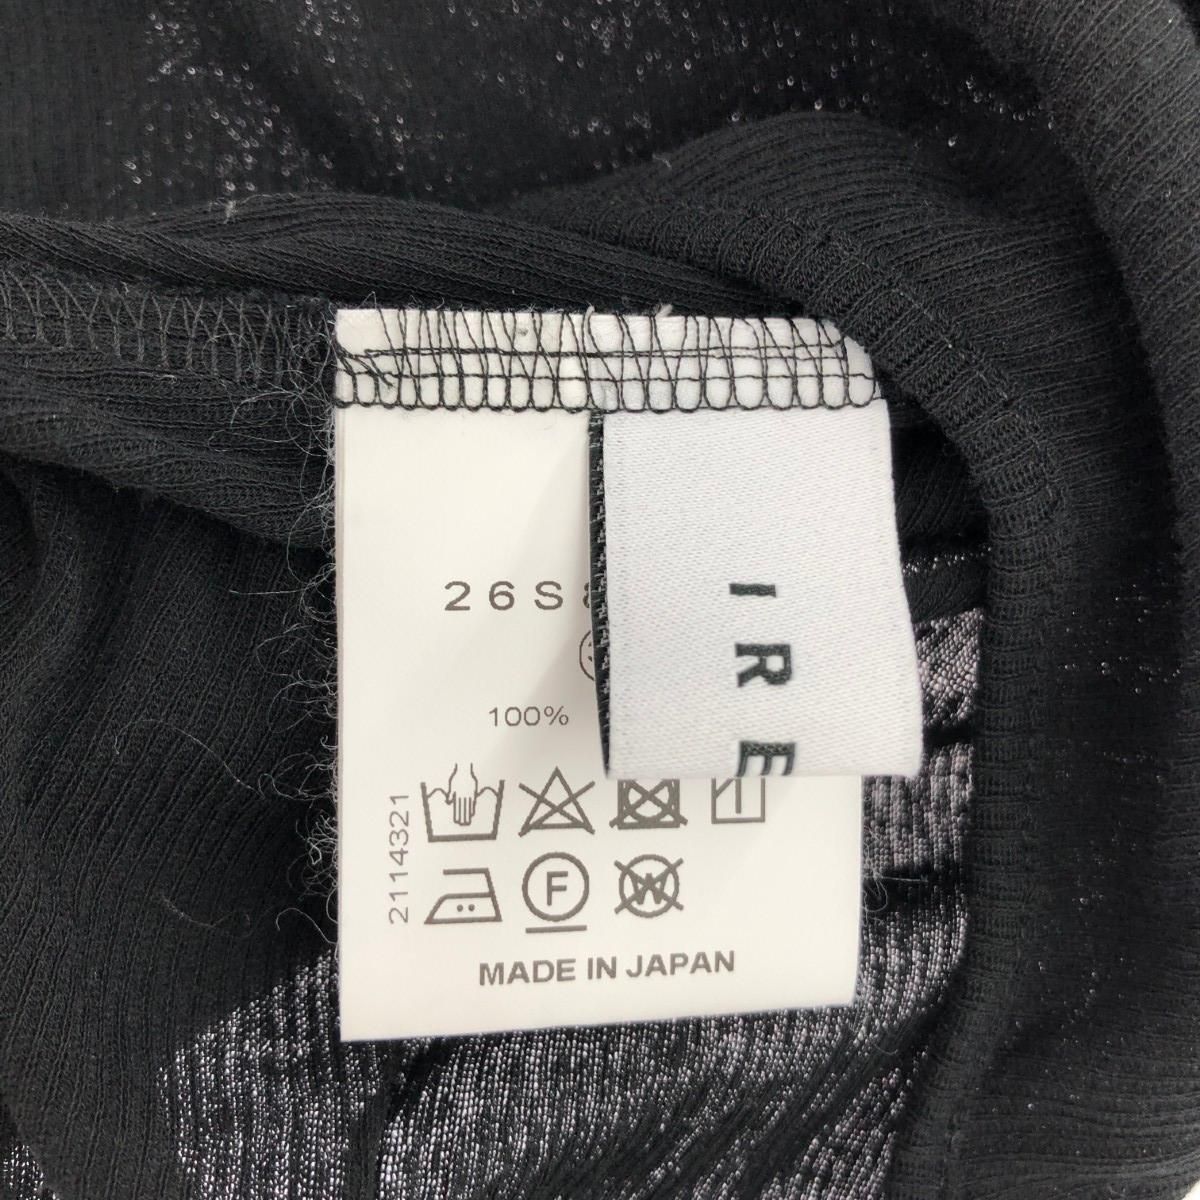 26S
100%
IRE
2114321
F
W
MADE IN JAPAN